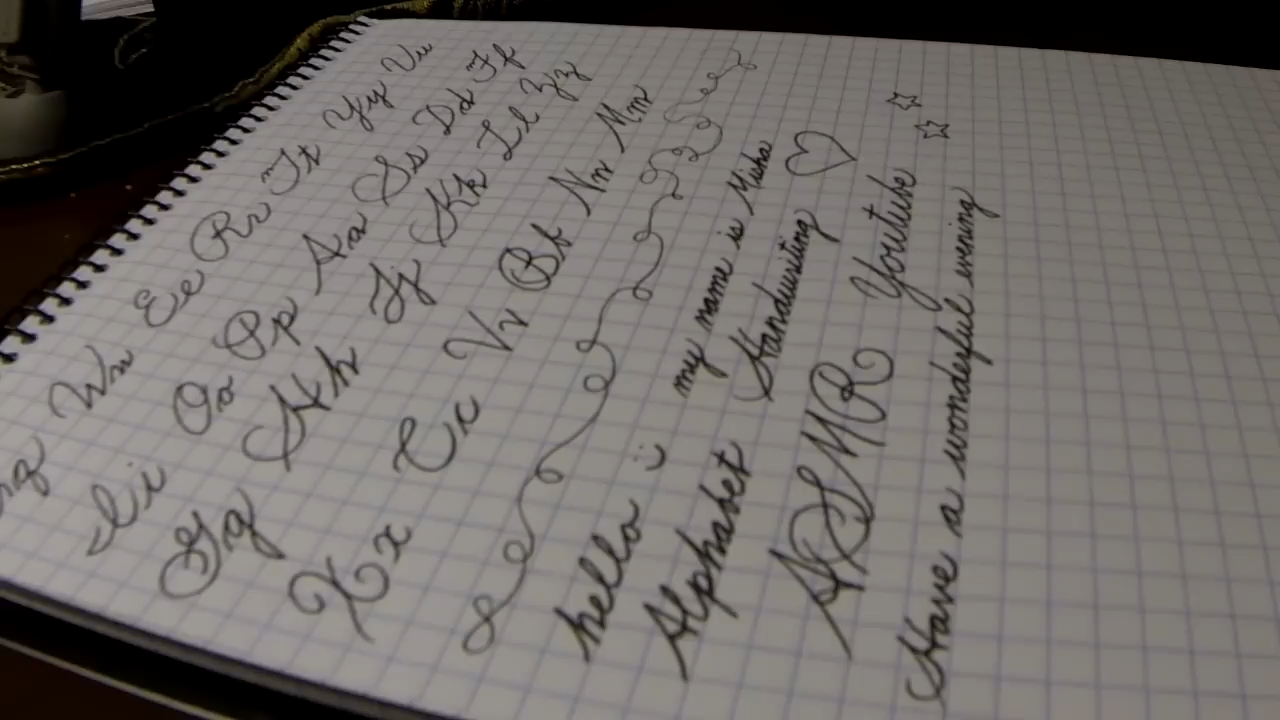 Qq Ww Ee Rr Tt Yy Uu
Ii Oo Pp Aa Ss Dd Ff
Gg Hh Jj Kk Ll Zz
Xx Cc Vv Bb Nn Mm
hello :) my name is Misha
Alphabet Handwriting ♡
ASMR Youtube ☆☆
Have a wonderful evening